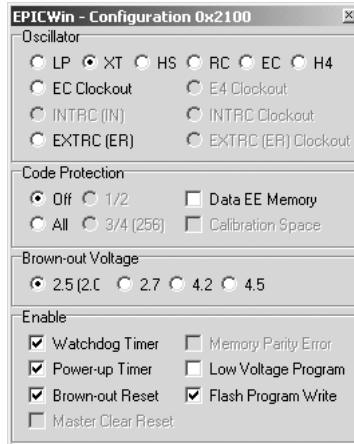 EPICWin - Configuration 0x2100
Oscillator
LP XT HS RC EC H4
EC Clockout E4 Clockout
INTRC (IN) INTRC Clockout
EXTRC (ER) EXTRC (ER) Clockout
Code Protection
Off 1/2 Data EE Memory
All 3/4 (256) Calibration Space
Brown-out Voltage
2.5 (2.0 2.7 4.2 4.5
Enable
Watchdog Timer Memory Parity Error
Power-up Timer Low Voltage Program
Brown-out Reset Flash Program Write
Master Clear Reset